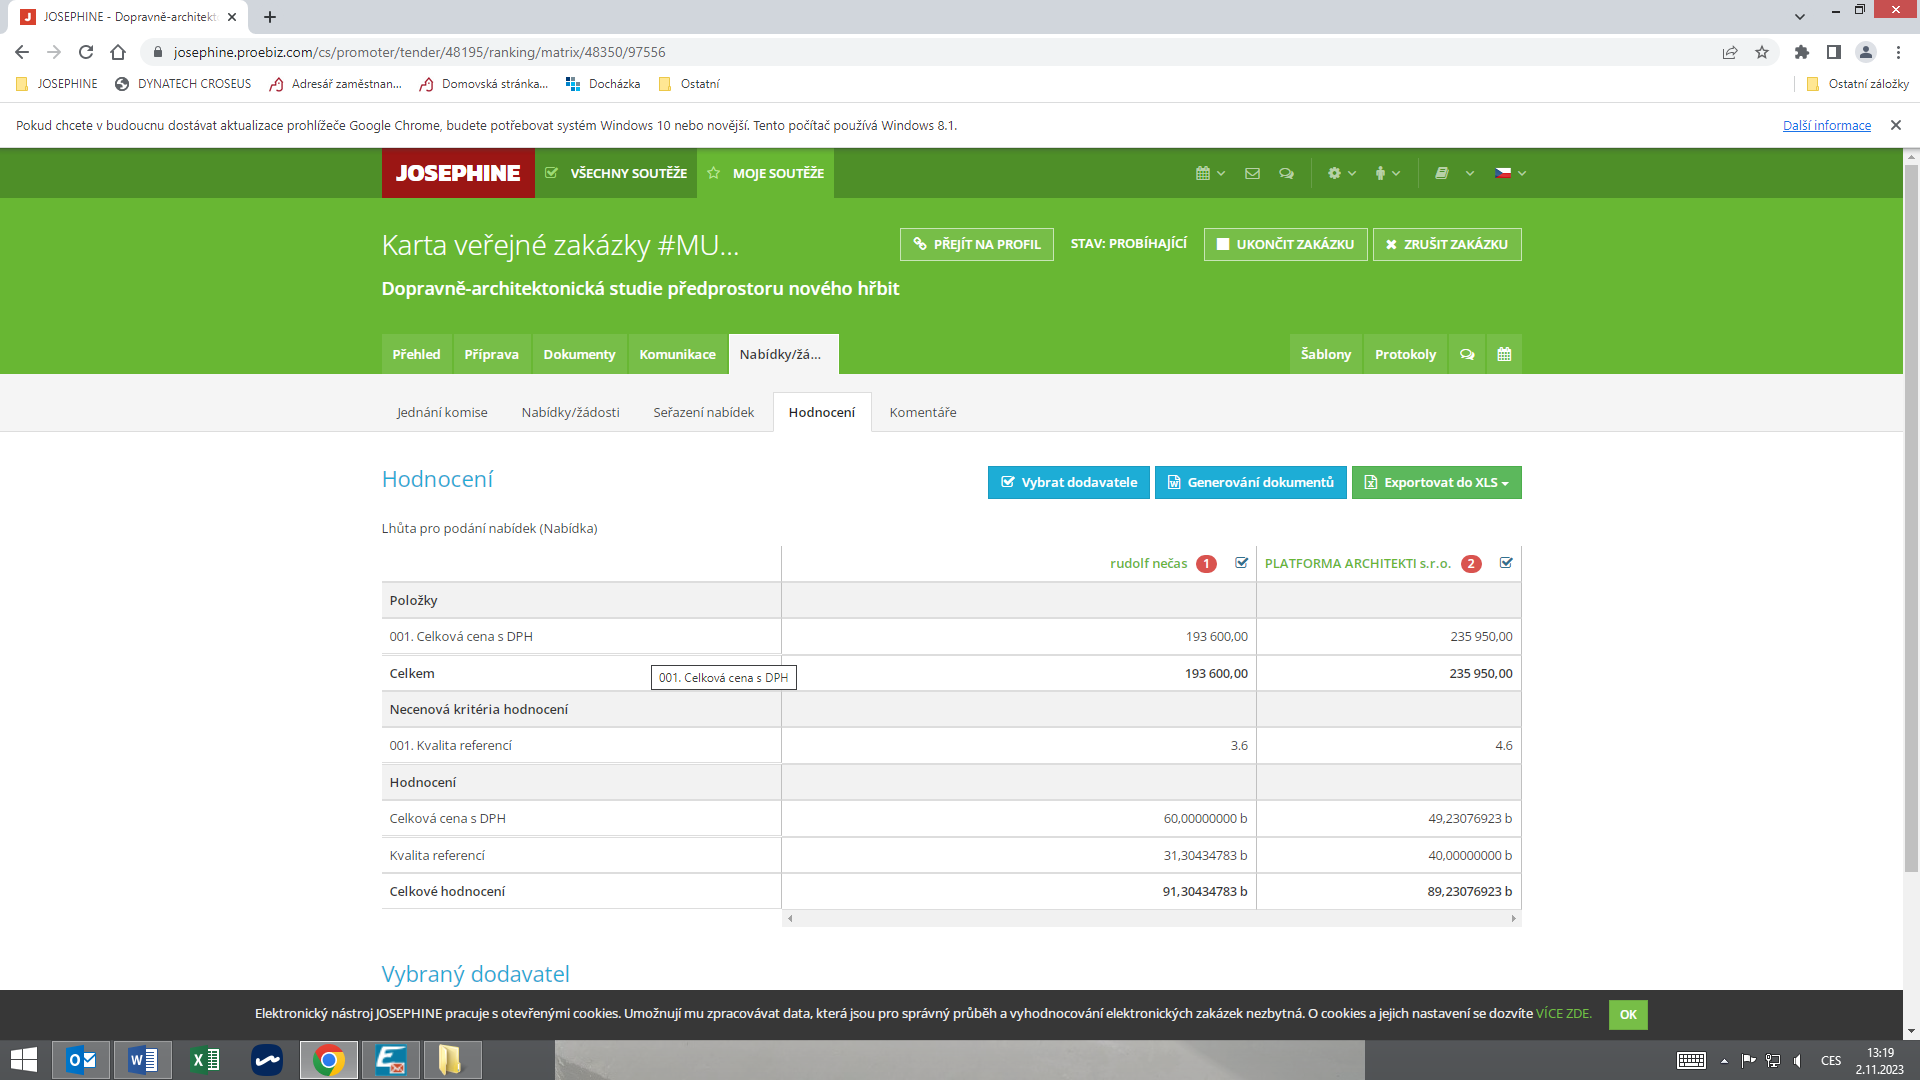 JOSEPHINE - Dopravně-architekt
josephine.proebiz.com/cs/promoter/tender/48195/ranking/matrix/48350/97556
JOSEPHINE DYNATECH CROSEUS Adresář zaměstnan... Domovská stránka... Docházka Ostatní Ostatní záložky
Pokud chcete v budoucnu dostávat aktualizace prohlížeče Google Chrome, budete potřebovat systém Windows 10 nebo novější. Tento počítač používá Windows 8.1. Další informace
JOSEPHINE VŠECHNY SOUTĚŽE MOJE SOUTĚŽE
Karta veřejné zakázky #MU... PŘEJÍT NA PROFIL STAV: PROBÍHAJÍCÍ UKONČIT ZAKÁZKU ZRUŠIT ZAKÁZKU
Dopravně-architektonická studie předprostoru nového hřbit
Přehled Příprava Dokumenty Komunikace Nabídky/žá... Šablony Protokoly
Jednání komise Nabídky/žádosti Seřazení nabídek Hodnocení Komentáře
Hodnocení Vybrat dodavatele Generování dokumentů Exportovat do XLS
Lhůta pro podání nabídek (Nabídka)
rudolf nečas 1 PLATFORMA ARCHITEKTI s.r.o. 2
Položky
001. Celková cena s DPH 193 600,00 235 950,00
Celkem 193 600,00 235 950,00
001. Celková cena s DPH
Necenová kritéria hodnocení
001. Kvalita referencí 3.6 4.6
Hodnocení
Celková cena s DPH 60,00000000 b 49,23076923 b
Kvalita referencí 31,30434783 b 40,00000000 b
Celkové hodnocení 91,30434783 b 89,23076923 b
Vybraný dodavatel
Elektronický nástroj JOSEPHINE pracuje s otevřenými cookies. Umožnují mu zpracovávat data, která jsou pro správný průběh a vyhodnocování elektronických zakázek nezbytná. O cookies a jejich nastavení se dozvíte VÍCE ZDE. OK
CES 13:19
2.11.2023